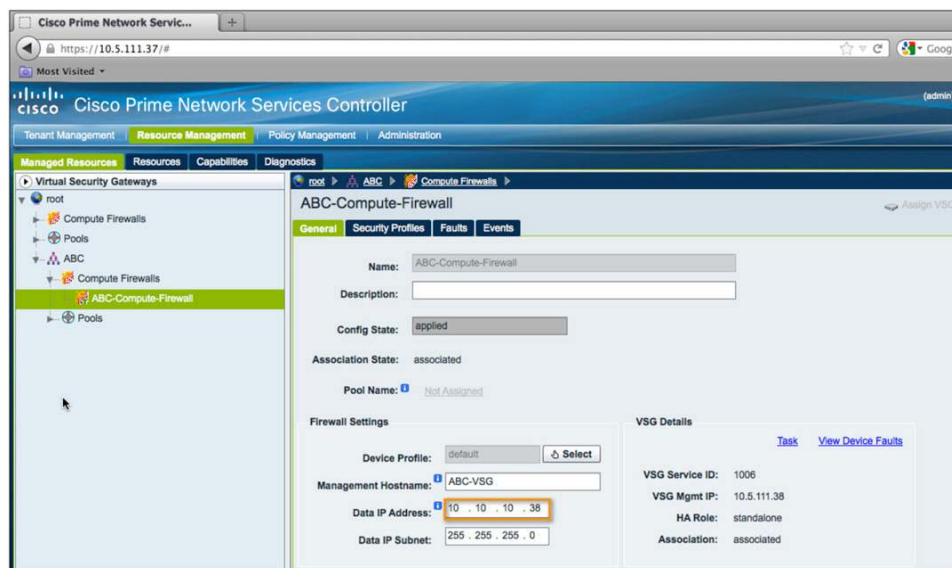 Cisco Prime Network Servic...
https://10.5.111.37/#
Goog
Most Visited
CISCO Cisco Prime Network Services Controller
(admin
Tenant Management Resource Management Policy Management Administration
Managed Resources Resources Capabilities Diagnostics
Virtual Security Gateways
root
Compute Firewalls
Pools
ABC
Compute Firewalls
ABC-Compute-Firewall
Pools
root ABC Compute Firewalls
ABC-Compute-Firewall
Assign VSG
General Security Profiles Faults Events
Name: ABC-Compute-Firewall
Description:
Config State: applied
Association State: associated
Pool Name: Not Assigned
Firewall Settings
Device Profile: default Select
Management Hostname: ABC-VSG
Data IP Address: 10 . 10 . 10 . 38
Data IP Subnet: 255 . 255 . 255 . 0
VSG Details
Task View Device Faults
VSG Service ID: 1006
VSG Mgmt IP: 10.5.111.38
HA Role: standalone
Association: associated